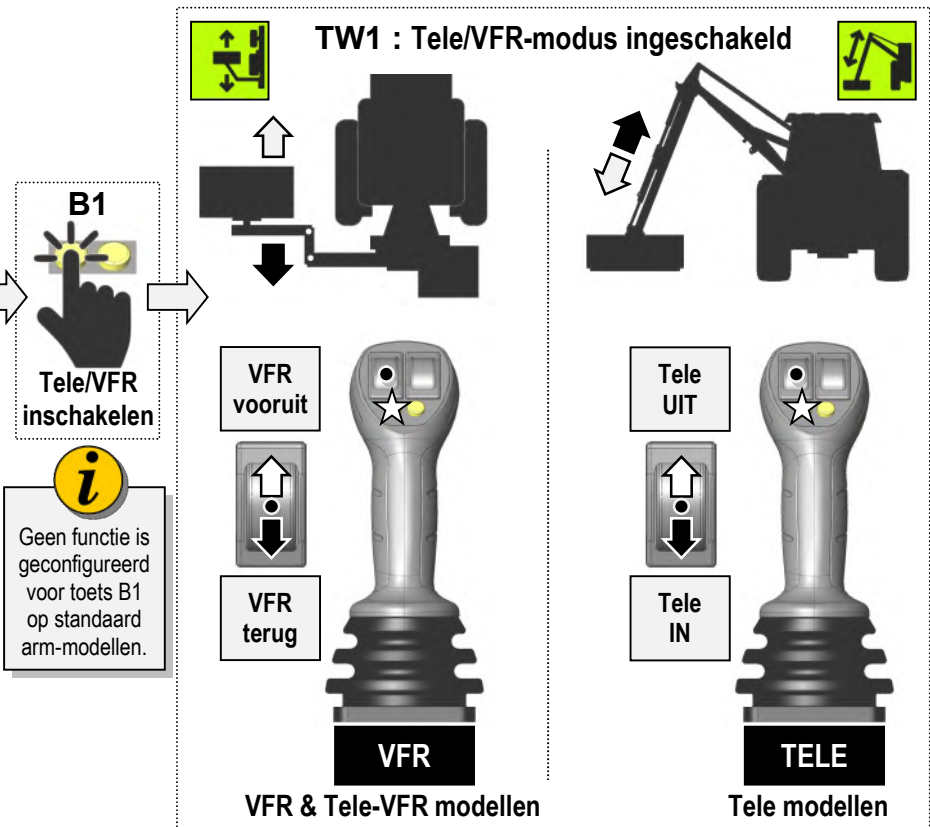 TW1 : Tele/VFR-modus ingeschakeld
B1
Tele/VFR
inschakelen
i
Geen functie is
geconfigureerd
voor toets B1
op standaard
arm-modellen.
VFR
vooruit
VFR
terug
VFR
VFR & Tele-VFR modellen
Tele
UIT
Tele
IN
TELE
Tele modellen